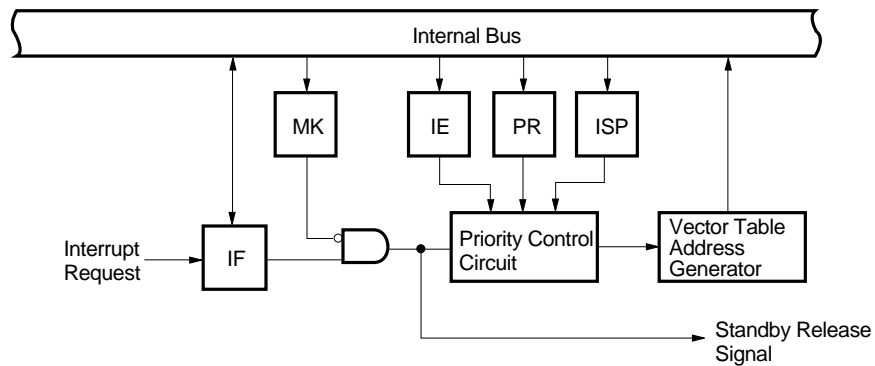 Internal Bus
MK
IE
PR
ISP
Interrupt
Request
IF
Priority Control
Circuit
Vector Table
Address
Generator
Standby Release
Signal